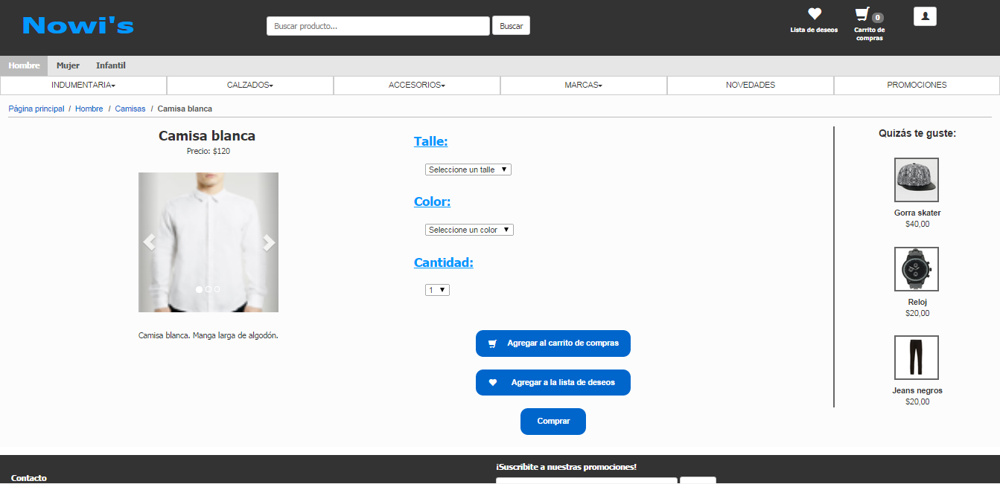 Nowi's
Buscar producto...
Buscar
Lista de deseos
0
Carrito de
compras
Hombre
Mujer
Infantil
INDUMENTARIA
CALZADOS
ACCESORIOS
MARCAS
NOVEDADES
PROMOCIONES
Página principal / Hombre / Camisas / Camisa blanca
Camisa blanca
Precio: $120
Camisa blanca. Manga larga de algodón.
Talle:
Seleccione un talle
Color:
Seleccione un color
Cantidad:
1
Agregar al carrito de compras
Agregar a la lista de deseos
Comprar
Quizás te guste:
Gorra skater
$40,00
Reloj
$20,00
Jeans negros
$20,00
Contacto
¡Suscribite a nuestras promociones!